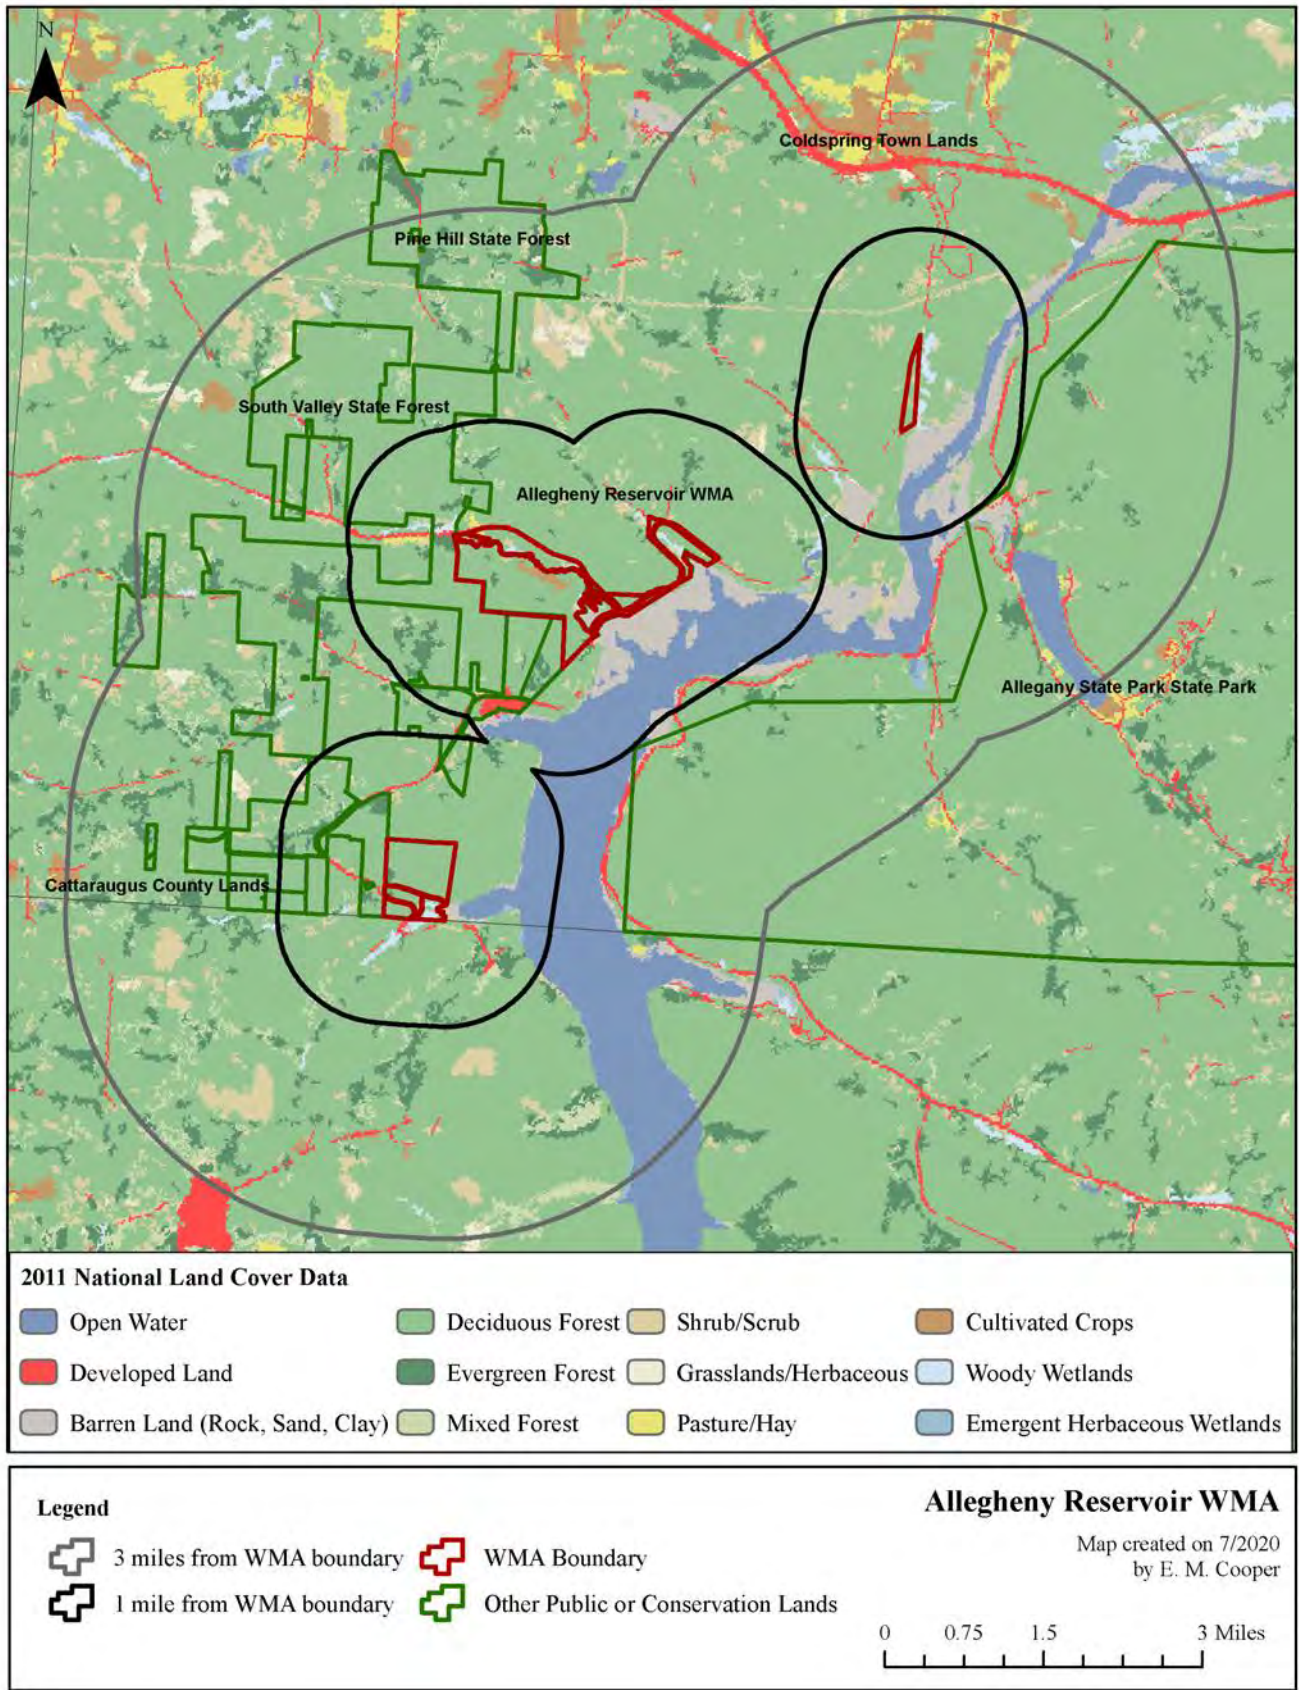 N
Coldspring Town Lands
Pine Hill State Forest
South Valley State Forest
Allegheny Reservoir WMA
Allegany State Park State Park
Cattaraugus County Lands
2011 National Land Cover Data
Open Water
Deciduous Forest
Shrub/Scrub
Cultivated Crops
Developed Land
Evergreen Forest
Grasslands/Herbaceous
Woody Wetlands
Barren Land (Rock, Sand, Clay)
Mixed Forest
Pasture/Hay
Emergent Herbaceous Wetlands
Legend
3 miles from WMA boundary
WMA Boundary
1 mile from WMA boundary
Other Public or Conservation Lands
Allegheny Reservoir WMA
Map created on 7/2020
by E. M. Cooper
0 0.75 1.5 3 Miles